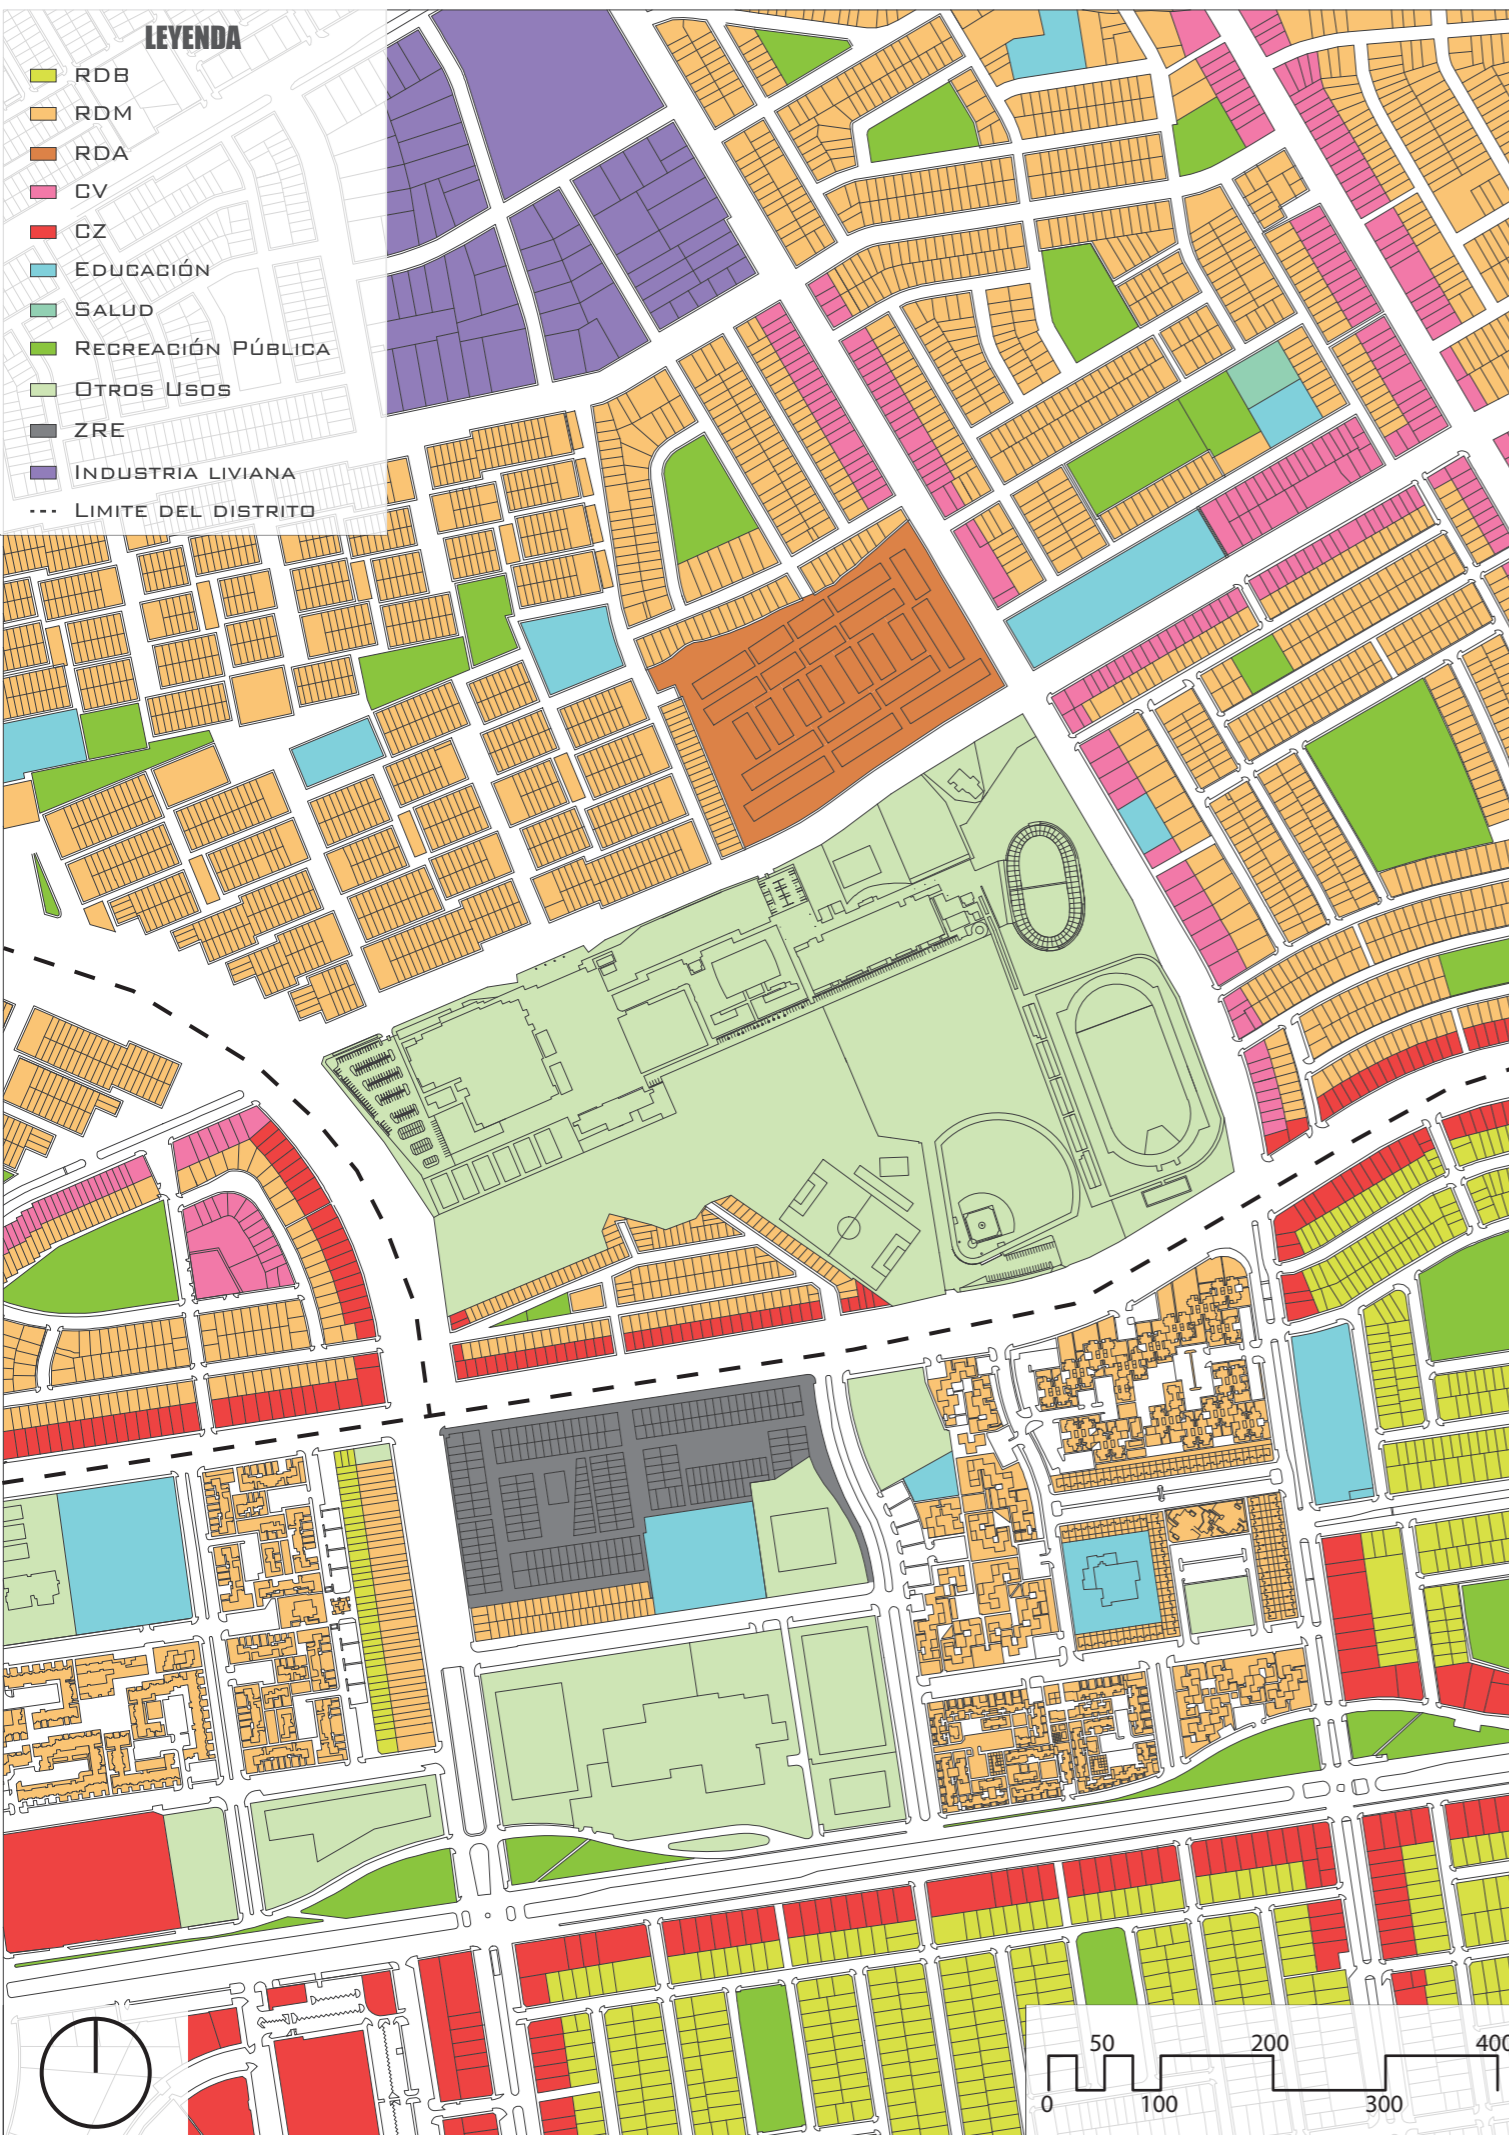 LEYENDA
RDB
RDM
RDA
CV
CZ
EDUCACIÓN
SALUD
RECREACIÓN PÚBLICA
OTROS USOS
ZRE
INDUSTRIA LIVIANA
LIMITE DEL DISTRITO
50 200 400
0 100 300